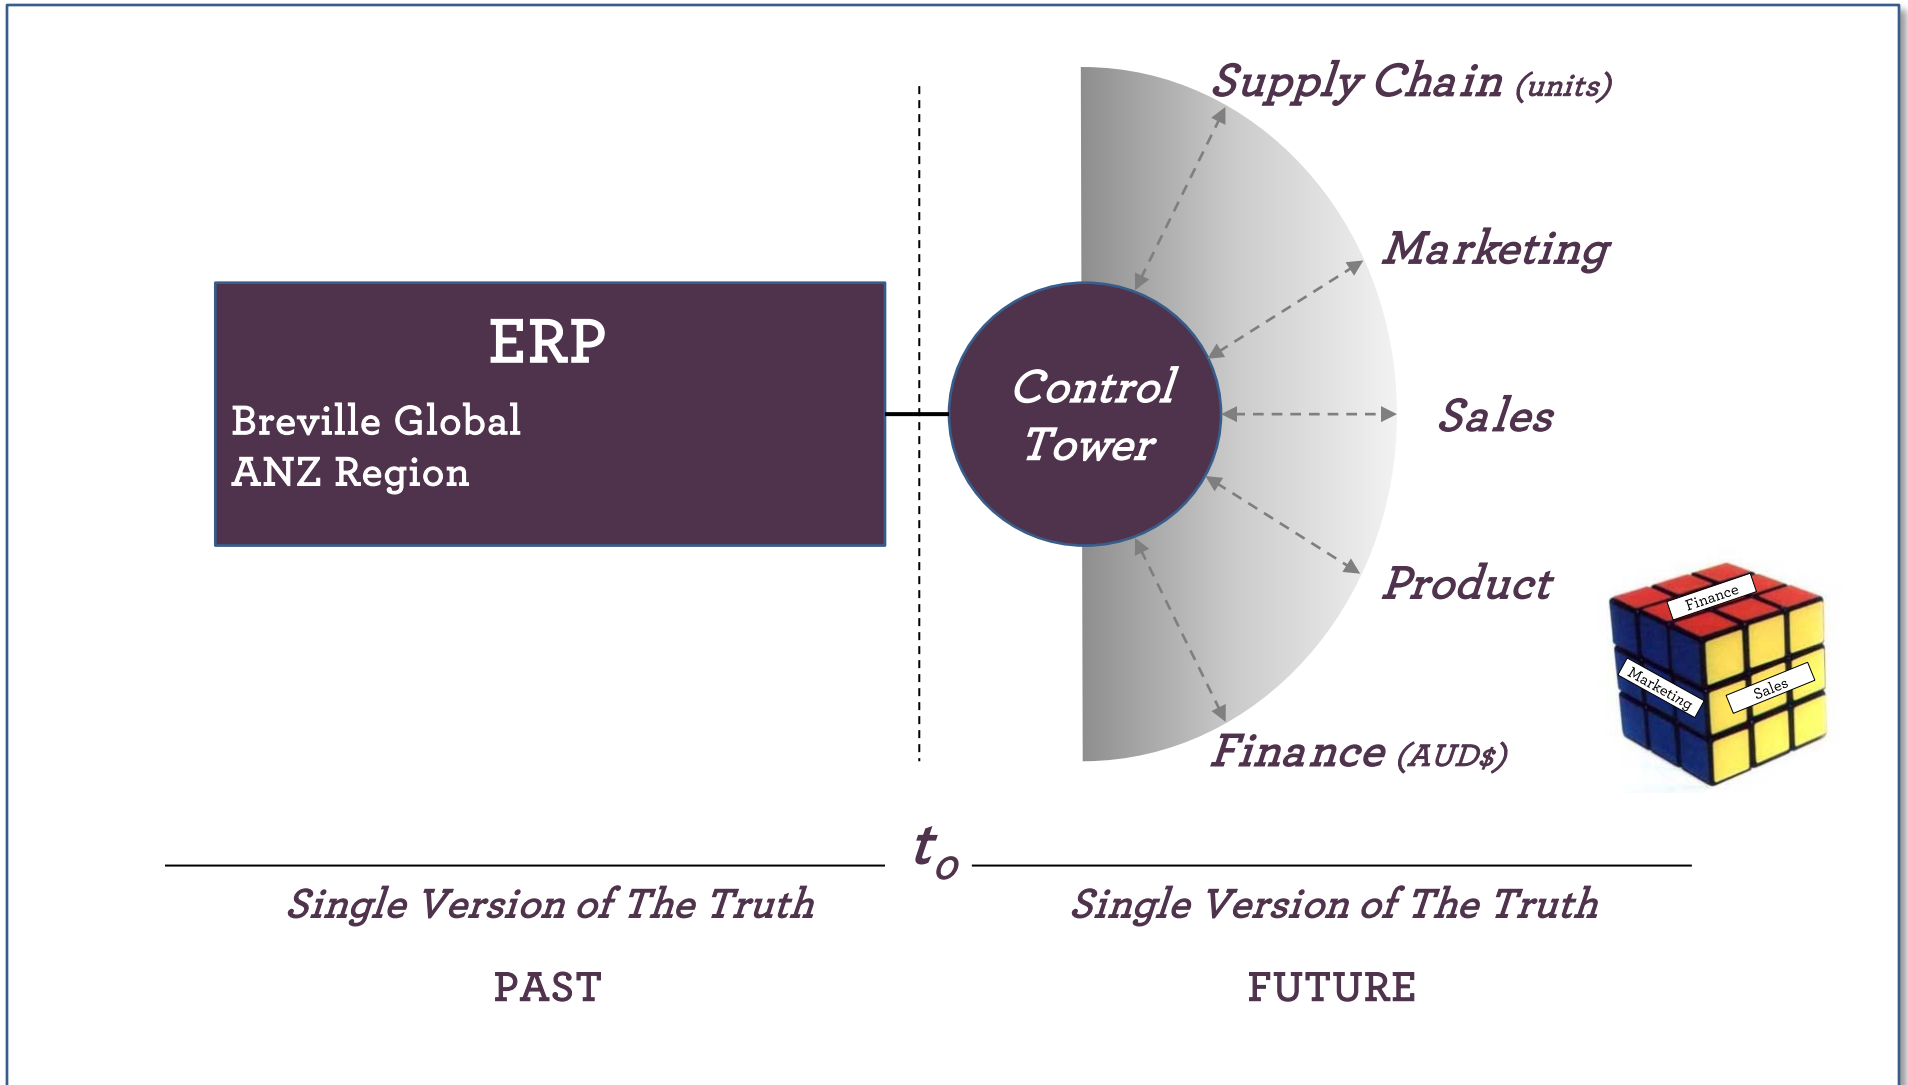 Supply Chain (units)
Marketing
ERP
Breville Global
ANZ Region
Control
Tower
Sales
Product
Finance
Marketing
Sales
Finance (AUD$)
t0
Single Version of The Truth
Single Version of The Truth
PAST
FUTURE